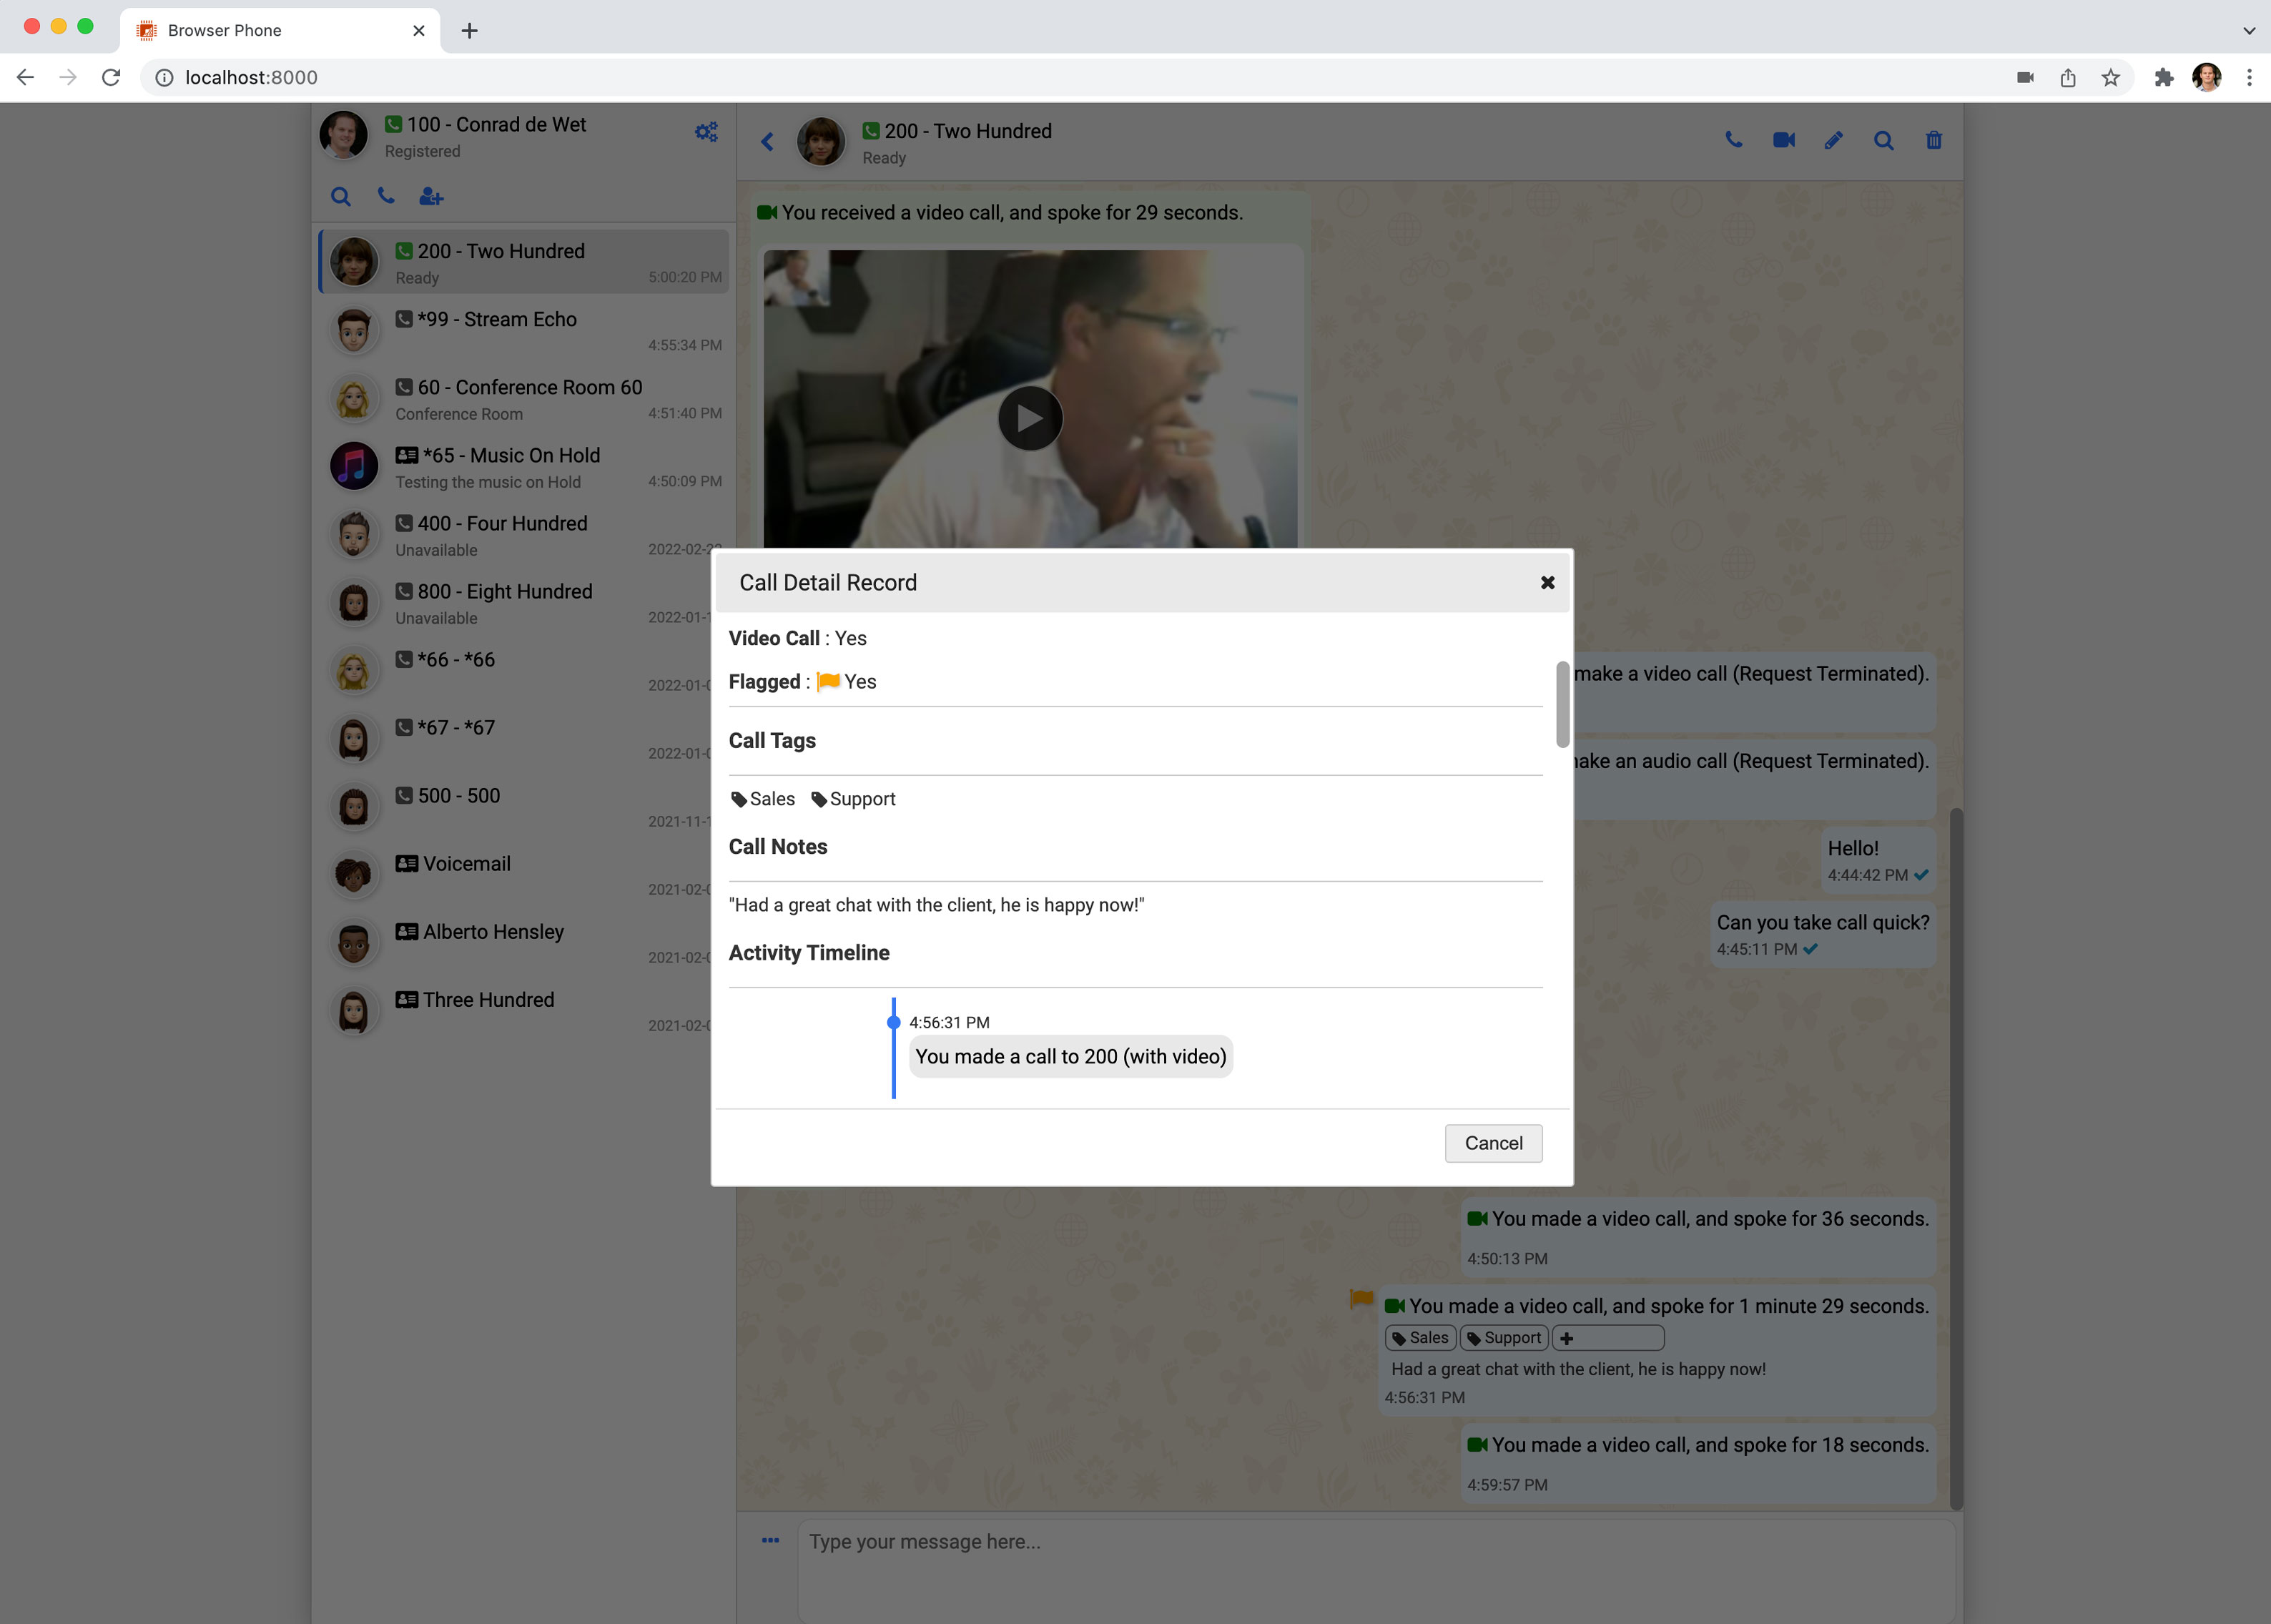 Browser Phone
localhost:8000
100 - Conrad de Wet
Registered
200 - Two Hundred
Ready
5:00:20 PM
*99 - Stream Echo
4:55:34 PM
60 - Conference Room 60
Conference Room
4:51:40 PM
*65 - Music On Hold
Testing the music on Hold
4:50:09 PM
400 - Four Hundred
Unavailable
2022-02-22
800 - Eight Hundred
Unavailable
2022-01-1
*66 - *66
2022-01-0
*67 - *67
2022-01-0
500 - 500
2021-11-1
Voicemail
2021-02-0
Alberto Hensley
2021-02-0
Three Hundred
2021-02-0
200 - Two Hundred
Ready
You received a video call, and spoke for 29 seconds.
make a video call (Request Terminated).
make an audio call (Request Terminated).
Hello!
4:44:42 PM
Can you take call quick?
4:45:11 PM
Call Detail Record
Video Call : Yes
Flagged : Yes
Call Tags
Sales Support
Call Notes
"Had a great chat with the client, he is happy now!"
Activity Timeline
4:56:31 PM
You made a call to 200 (with video)
Cancel
You made a video call, and spoke for 36 seconds.
4:50:13 PM
You made a video call, and spoke for 1 minute 29 seconds.
Sales Support
Had a great chat with the client, he is happy now!
4:56:31 PM
You made a video call, and spoke for 18 seconds.
4:59:57 PM
Type your message here...